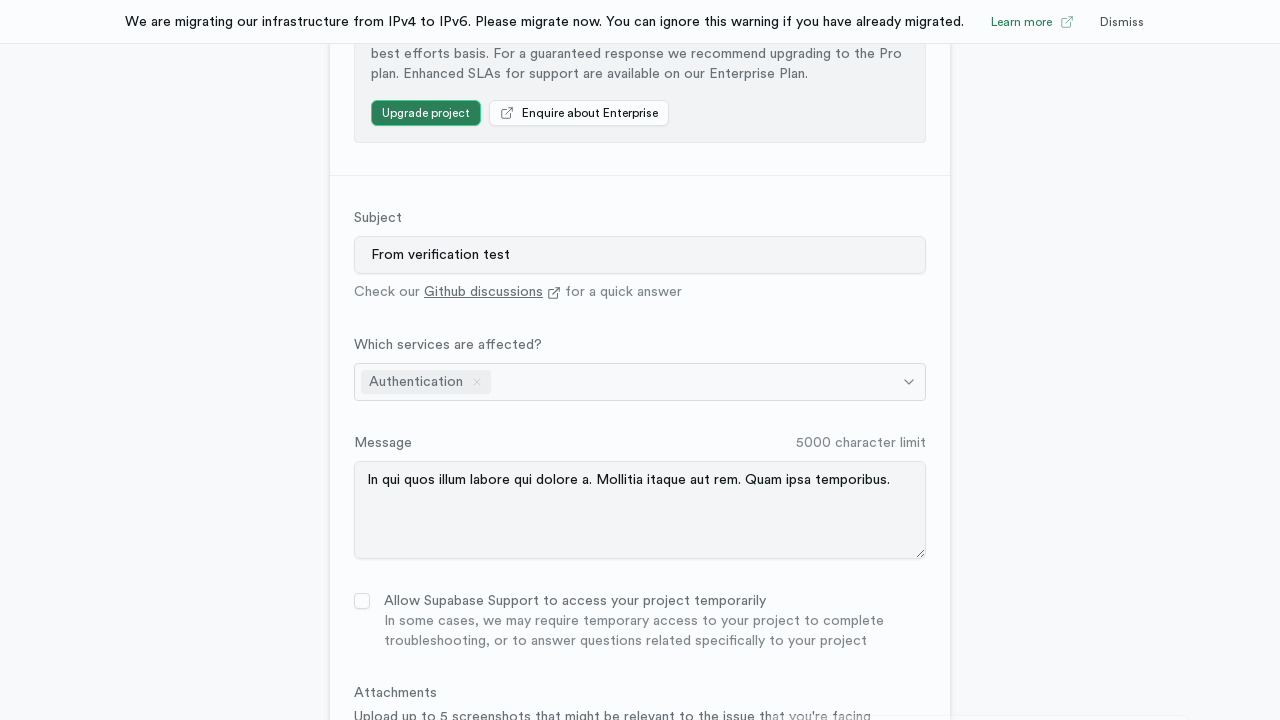 We are migrating our infrastructure from IPv4 to IPv6. Please migrate now. You can ignore this warning if you have already migrated. Learn more Dismiss
best efforts basis. For a guaranteed response we recommend upgrading to the Pro
plan. Enhanced SLAs for support are available on our Enterprise Plan.
Upgrade project Enquire about Enterprise
Subject
From verification test
Check our Github discussions for a quick answer
Which services are affected?
Authentication
Message 5000 character limit
In qui quos illum labore qui dolore a. Mollitia itaque aut rem. Quam ipsa temporibus.
Allow Supabase Support to access your project temporarily
In some cases, we may require temporary access to your project to complete
troubleshooting, or to answer questions related specifically to your project
Attachments
Upload up to 5 screenshots that might be relevant to the issue that you're facing